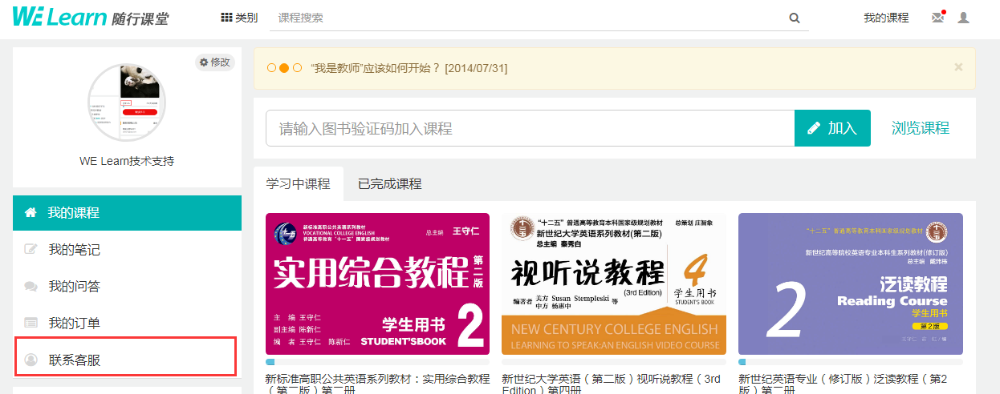 WE Learn 随行课堂
类别
课程搜索
我的课程
修改
WE Learn技术支持
我的课程
我的笔记
我的问答
我的订单
联系客服
“我是教师”应该如何开始？ [2014/07/31]
×
请输入图书验证码加入课程
加入
浏览课程
学习中课程
已完成课程
新标准高职公共英语系列教材
VOCATIONAL COLLEGE ENGLISH
普通高等教育“十一五”国家级规划教材
总主编 王守仁
实用综合教程 第二版
主 编 王守仁
副主编 陈新仁
编 者 王守仁 陈新仁
学生用书
STUDENT'SBOOK
2
新标准高职公共英语系列教材：实用综合教程
（第二版）第二册
“十二五”普通高等教育本科国家级规划教材
总策划 庄智象
新世纪大学英语系列教材(第二版)
总主编 秦秀白
视听说教程
(3rd Edition)
4
学生用书
STUDENT'S BOOK
编著者 美方 Susan Stempleski 等
中方 杨惠中
NEW CENTURY COLLEGE ENGLISH
LEARNING TO SPEAK:AN ENGLISH VIDEO COURSE
新世纪大学英语（第二版）视听说教程（3rd
Edition）第四册
“十二五”普通高等教育本科国家级规划教材
新世纪高等院校英语专业本科生系列教材(修订版)
总主编 戴炜栋
泛读教程
Reading Course
学生用书
第2版
2
新世纪英语专业（修订版）泛读教程（第2
版）第二册